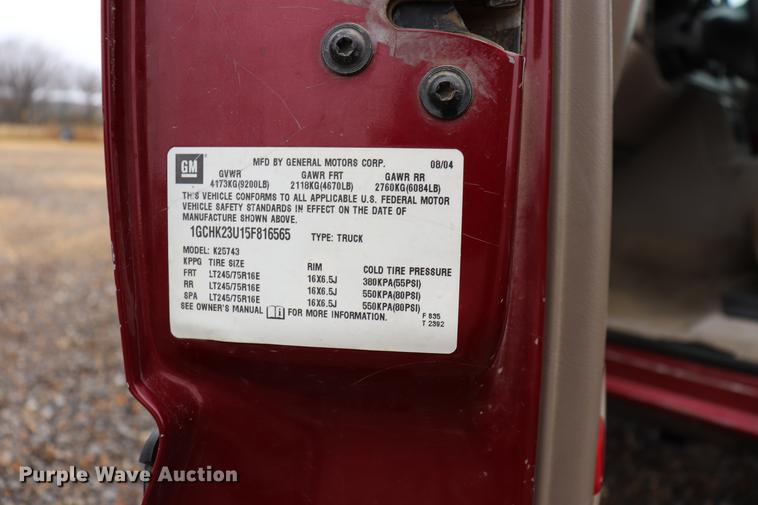 GM
MFD BY GENERAL MOTORS CORP. 08/04
GVWR GAWR FRT GAWR RR
4173KG(9200LB) 2118KG(4670LB) 2760KG(6084LB)
THIS VEHICLE CONFORMS TO ALL APPLICABLE U.S. FEDERAL MOTOR
VEHICLE SAFETY STANDARDS IN EFFECT ON THE DATE OF
MANUFACTURE SHOWN ABOVE.
1GCHK23U15F816565 TYPE: TRUCK
MODEL: K25743
KPPG TIRE SIZE RIM COLD TIRE PRESSURE
FRT LT245/75R16E 16X6.5J 380KPA(55PSI)
RR LT245/75R16E 16X6.5J 550KPA(80PSI)
SPA LT245/75R16E 16X6.5J 550KPA(80PSI)
SEE OWNER'S MANUAL i FOR MORE INFORMATION.
F 835
T 2392
Purple Wave Auction